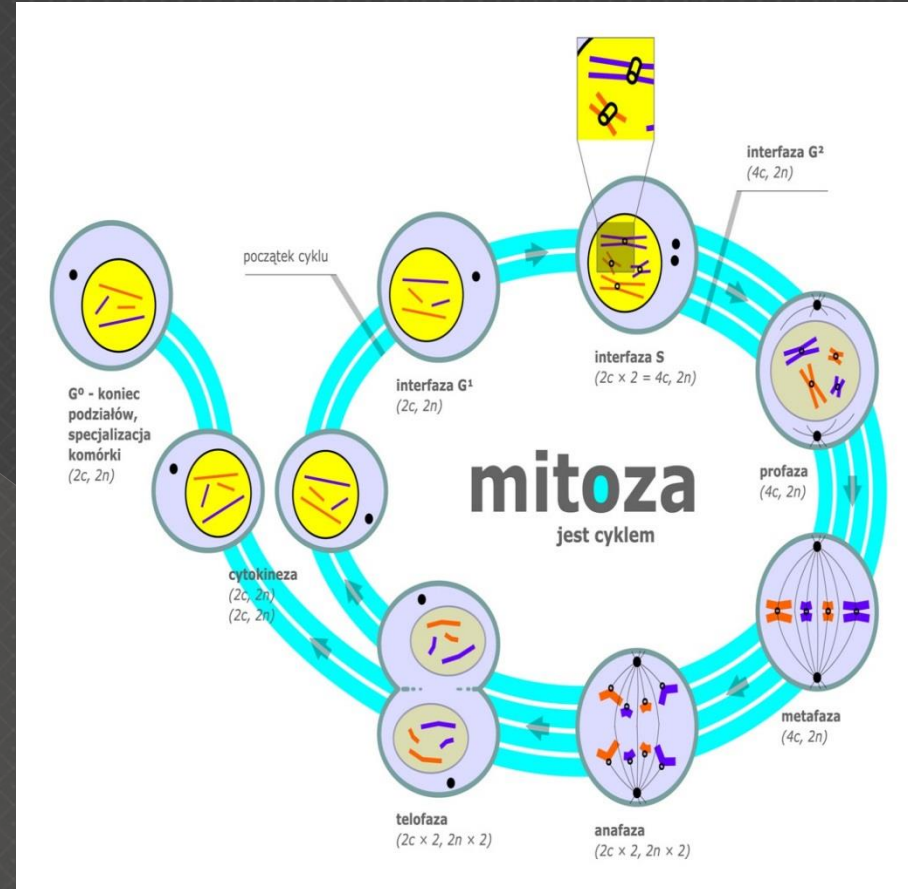 interfaza G²
(4c, 2n)
początek cyklu
interfaza G¹
(2c, 2n)
interfaza S
(2c × 2 = 4c, 2n)
G⁰ - koniec
podziałów,
specjalizacja
komórki
(2c, 2n)
profaza
(4c, 2n)
mitoza
jest cyklem
cytokineza
(2c, 2n)
(2c, 2n)
metafaza
(4c, 2n)
telofaza
(2c × 2, 2n × 2)
anafaza
(2c × 2, 2n × 2)